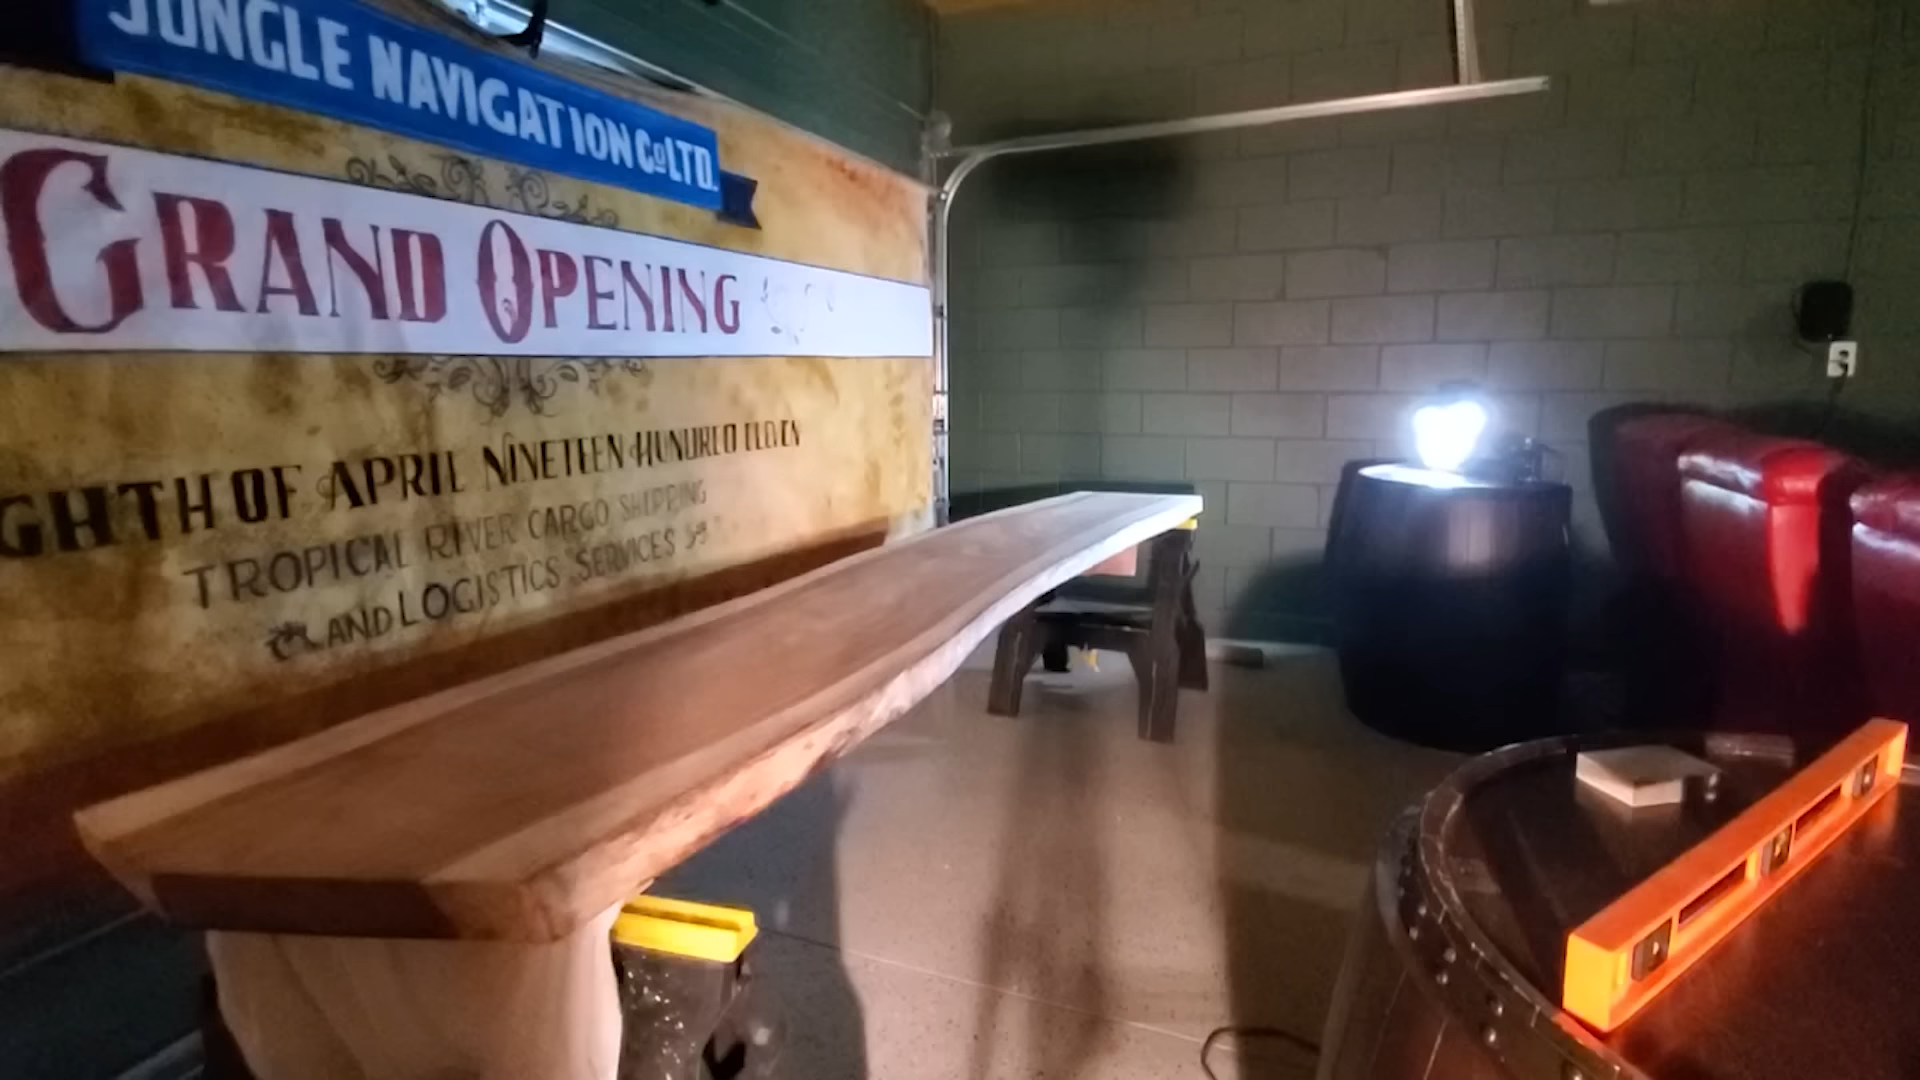 JUNGLE NAVIGATION Co LTD.
GRAND OPENING
GHTH OF APRIL NINETEEN HUNDRED ELEVEN
TROPICAL RIVER CARGO SHIPPING
AND LOGISTICS SERVICES